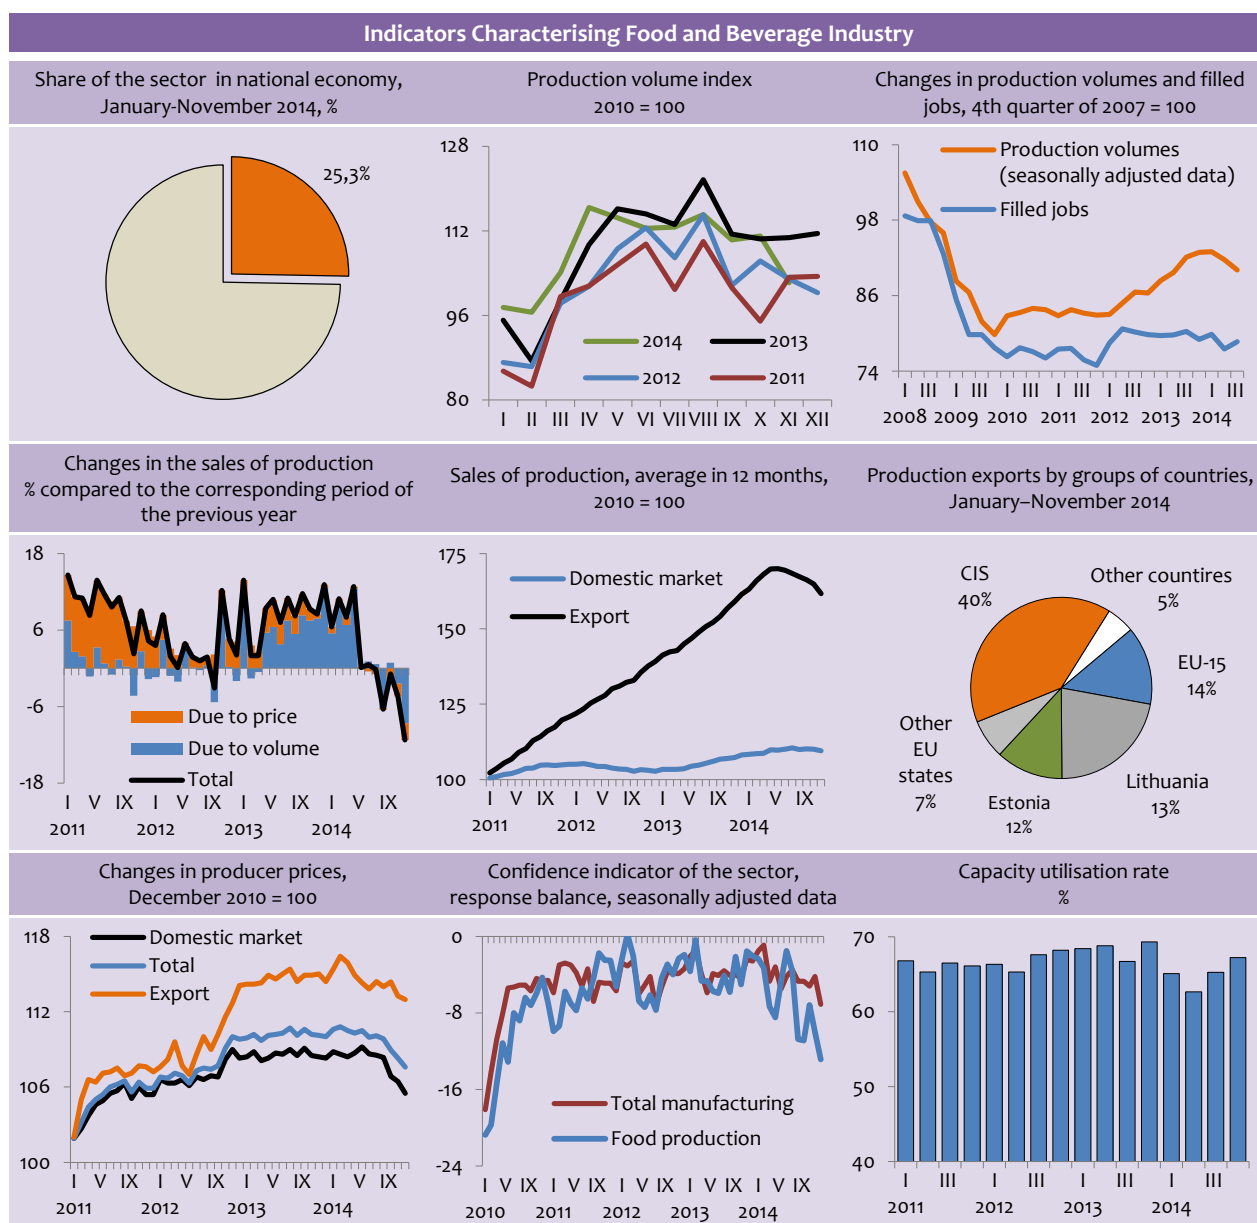 Indicators Characterising Food and Beverage Industry
Share of the sector in national economy,
January-November 2014, %
25,3%
Production volume index
2010 = 100
128
112
96
80
2014
2013
2012
2011
I II III IV V VI VII VIII IX X XI XII
Changes in production volumes and filled
jobs, 4th quarter of 2007 = 100
110
98
86
74
Production volumes
(seasonally adjusted data)
Filled jobs
I III I III I III I III I III I III I III
2008 2009 2010 2011 2012 2013 2014
Changes in the sales of production
% compared to the corresponding period of
the previous year
18
6
-6
-18
Due to price
Due to volume
Total
I V IX I V IX I V IX I V IX
2011 2012 2013 2014
Sales of production, average in 12 months,
2010 = 100
175
150
125
100
Domestic market
Export
I V IX I V IX I V IX I V IX
2011 2012 2013 2014
Production exports by groups of countries,
January–November 2014
CIS
40%
Other countires
5%
EU-15
14%
Lithuania
13%
Estonia
12%
Other
EU
states
7%
Changes in producer prices,
December 2010 = 100
118
112
106
100
Domestic market
Total
Export
I V IX I V IX I V IX I V IX
2011 2012 2013 2014
Confidence indicator of the sector,
response balance, seasonally adjusted data
0
-8
-16
-24
Total manufacturing
Food production
I V IX I V IX I V IX I V IX I V IX
2010 2011 2012 2013 2014
Capacity utilisation rate
%
70
60
50
40
I III I III I III I III
2011 2012 2013 2014